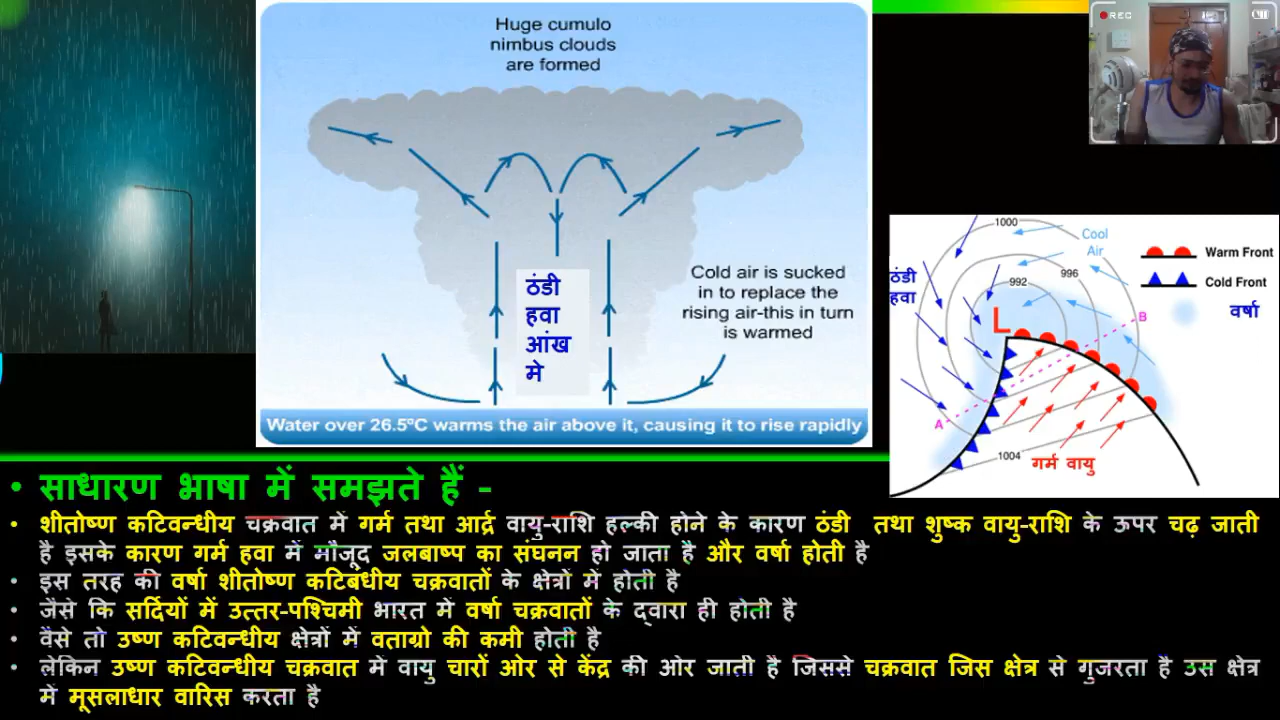 Huge cumulo
nimbus clouds
are formed
ठंडी
हवा
आंख
मे
Cold air is sucked
in to replace the
rising air-this in turn
is warmed
Water over 26.5ºC warms the air above it, causing it to rise rapidly
REC
1000
Cool
Air
996
992
Warm Front
Cold Front
वर्षा
ठंडी
हवा
L
B
A
1004
गर्म वायु
• साधारण भाषा में समझते हैं -
• शीतोष्ण कटिवन्धीय चक्रवात में गर्म तथा आर्द्र वायु-राशि हल्की होने के कारण ठंडी तथा शुष्क वायु-राशि के ऊपर चढ़ जाती
है इसके कारण गर्म हवा में मौजूद जलबाष्प का संघनन हो जाता है और वर्षा होती है
• इस तरह की वर्षा शीतोष्ण कटिबंधीय चक्रवातों के क्षेत्रों में होती है
• जैसे कि सर्दियों में उत्तर-पश्चिमी भारत में वर्षा चक्रवातों के द्वारा ही होती है
• वैसे तो उष्ण कटिवन्धीय क्षेत्रों में वताग्रो की कमी होती है
• लेकिन उष्ण कटिवन्धीय चक्रवात में वायु चारों ओर से केंद्र की ओर जाती है जिससे चक्रवात जिस क्षेत्र से गुजरता है उस क्षेत्र
में मूसलाधार वारिस करता है